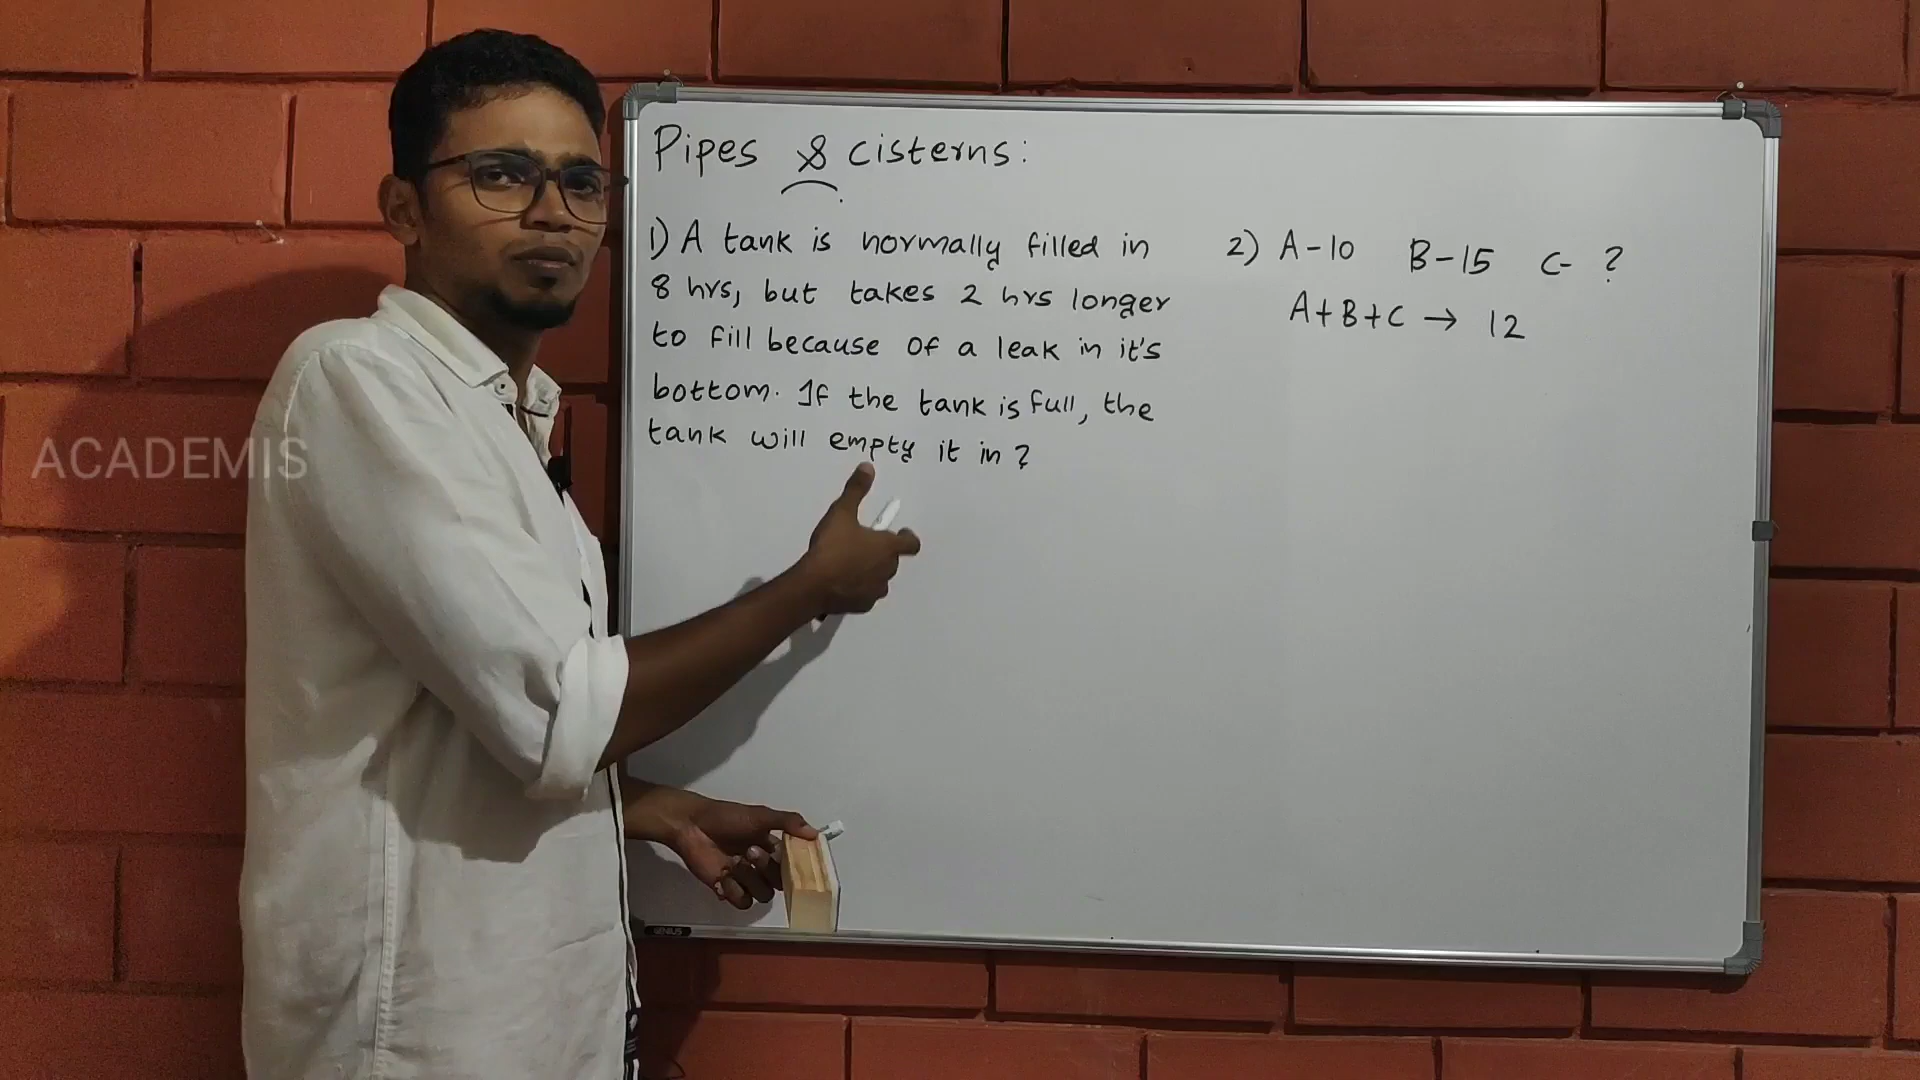 Pipes & cisterns:
1) A tank is normally filled in
8 hrs, but takes 2 hrs longer
to fill because of a leak in it's
bottom. If the tank is full, the
tank will empty it in ?
2) A-10 B-15 C- ?
A+B+C → 12
ACADEMIS
GENIUS